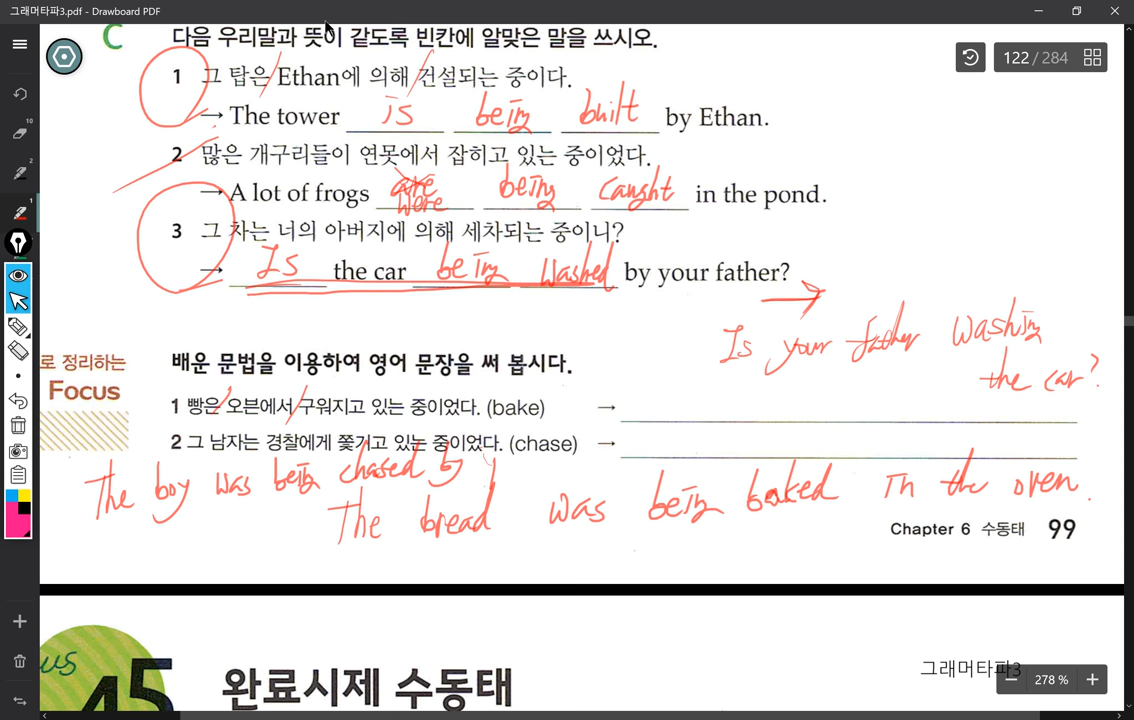 그래머타파3.pdf - Drawboard PDF
C 다음 우리말과 뜻이 같도록 빈칸에 알맞은 말을 쓰시오.
122 / 284
1 그 탑은 Ethan에 의해 건설되는 중이다.
→ The tower is being built by Ethan.
2 많은 개구리들이 연못에서 잡히고 있는 중이었다.
→ A lot of frogs are were being caught in the pond.
3 그 차는 너의 아버지에 의해 세차되는 중이니?
→ Is the car being washed by your father?
Is your father washing
the car?
로 정리하는
Focus
배운 문법을 이용하여 영어 문장을 써 봅시다.
1 빵은 오븐에서 구워지고 있는 중이었다. (bake) →
2 그 남자는 경찰에게 쫓기고 있는 중이었다. (chase) →
The boy was being chased by
The bread was being baked in the oven.
Chapter 6 수동태 99
us
45 완료시제 수동태
그래머타파3
278 %
10
2
1